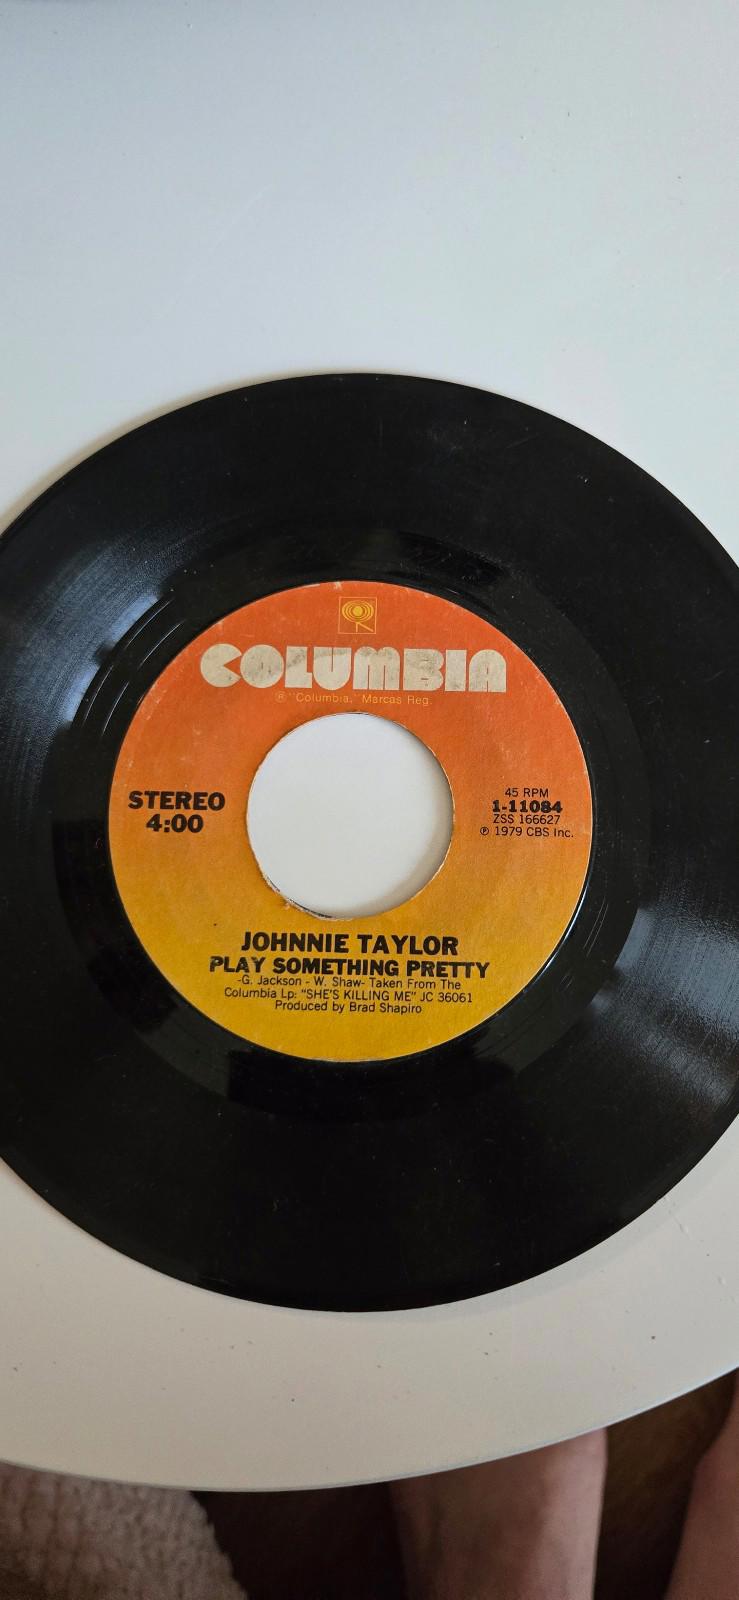 COLUMBIA
® "Columbia," Marcas Reg.
STEREO
4:00
45 RPM
1-11084
ZSS 166627
℗ 1979 CBS Inc.
JOHNNIE TAYLOR
PLAY SOMETHING PRETTY
-G. Jackson - W. Shaw- Taken From The
Columbia Lp: "SHE'S KILLING ME" JC 36061
Produced by Brad Shapiro